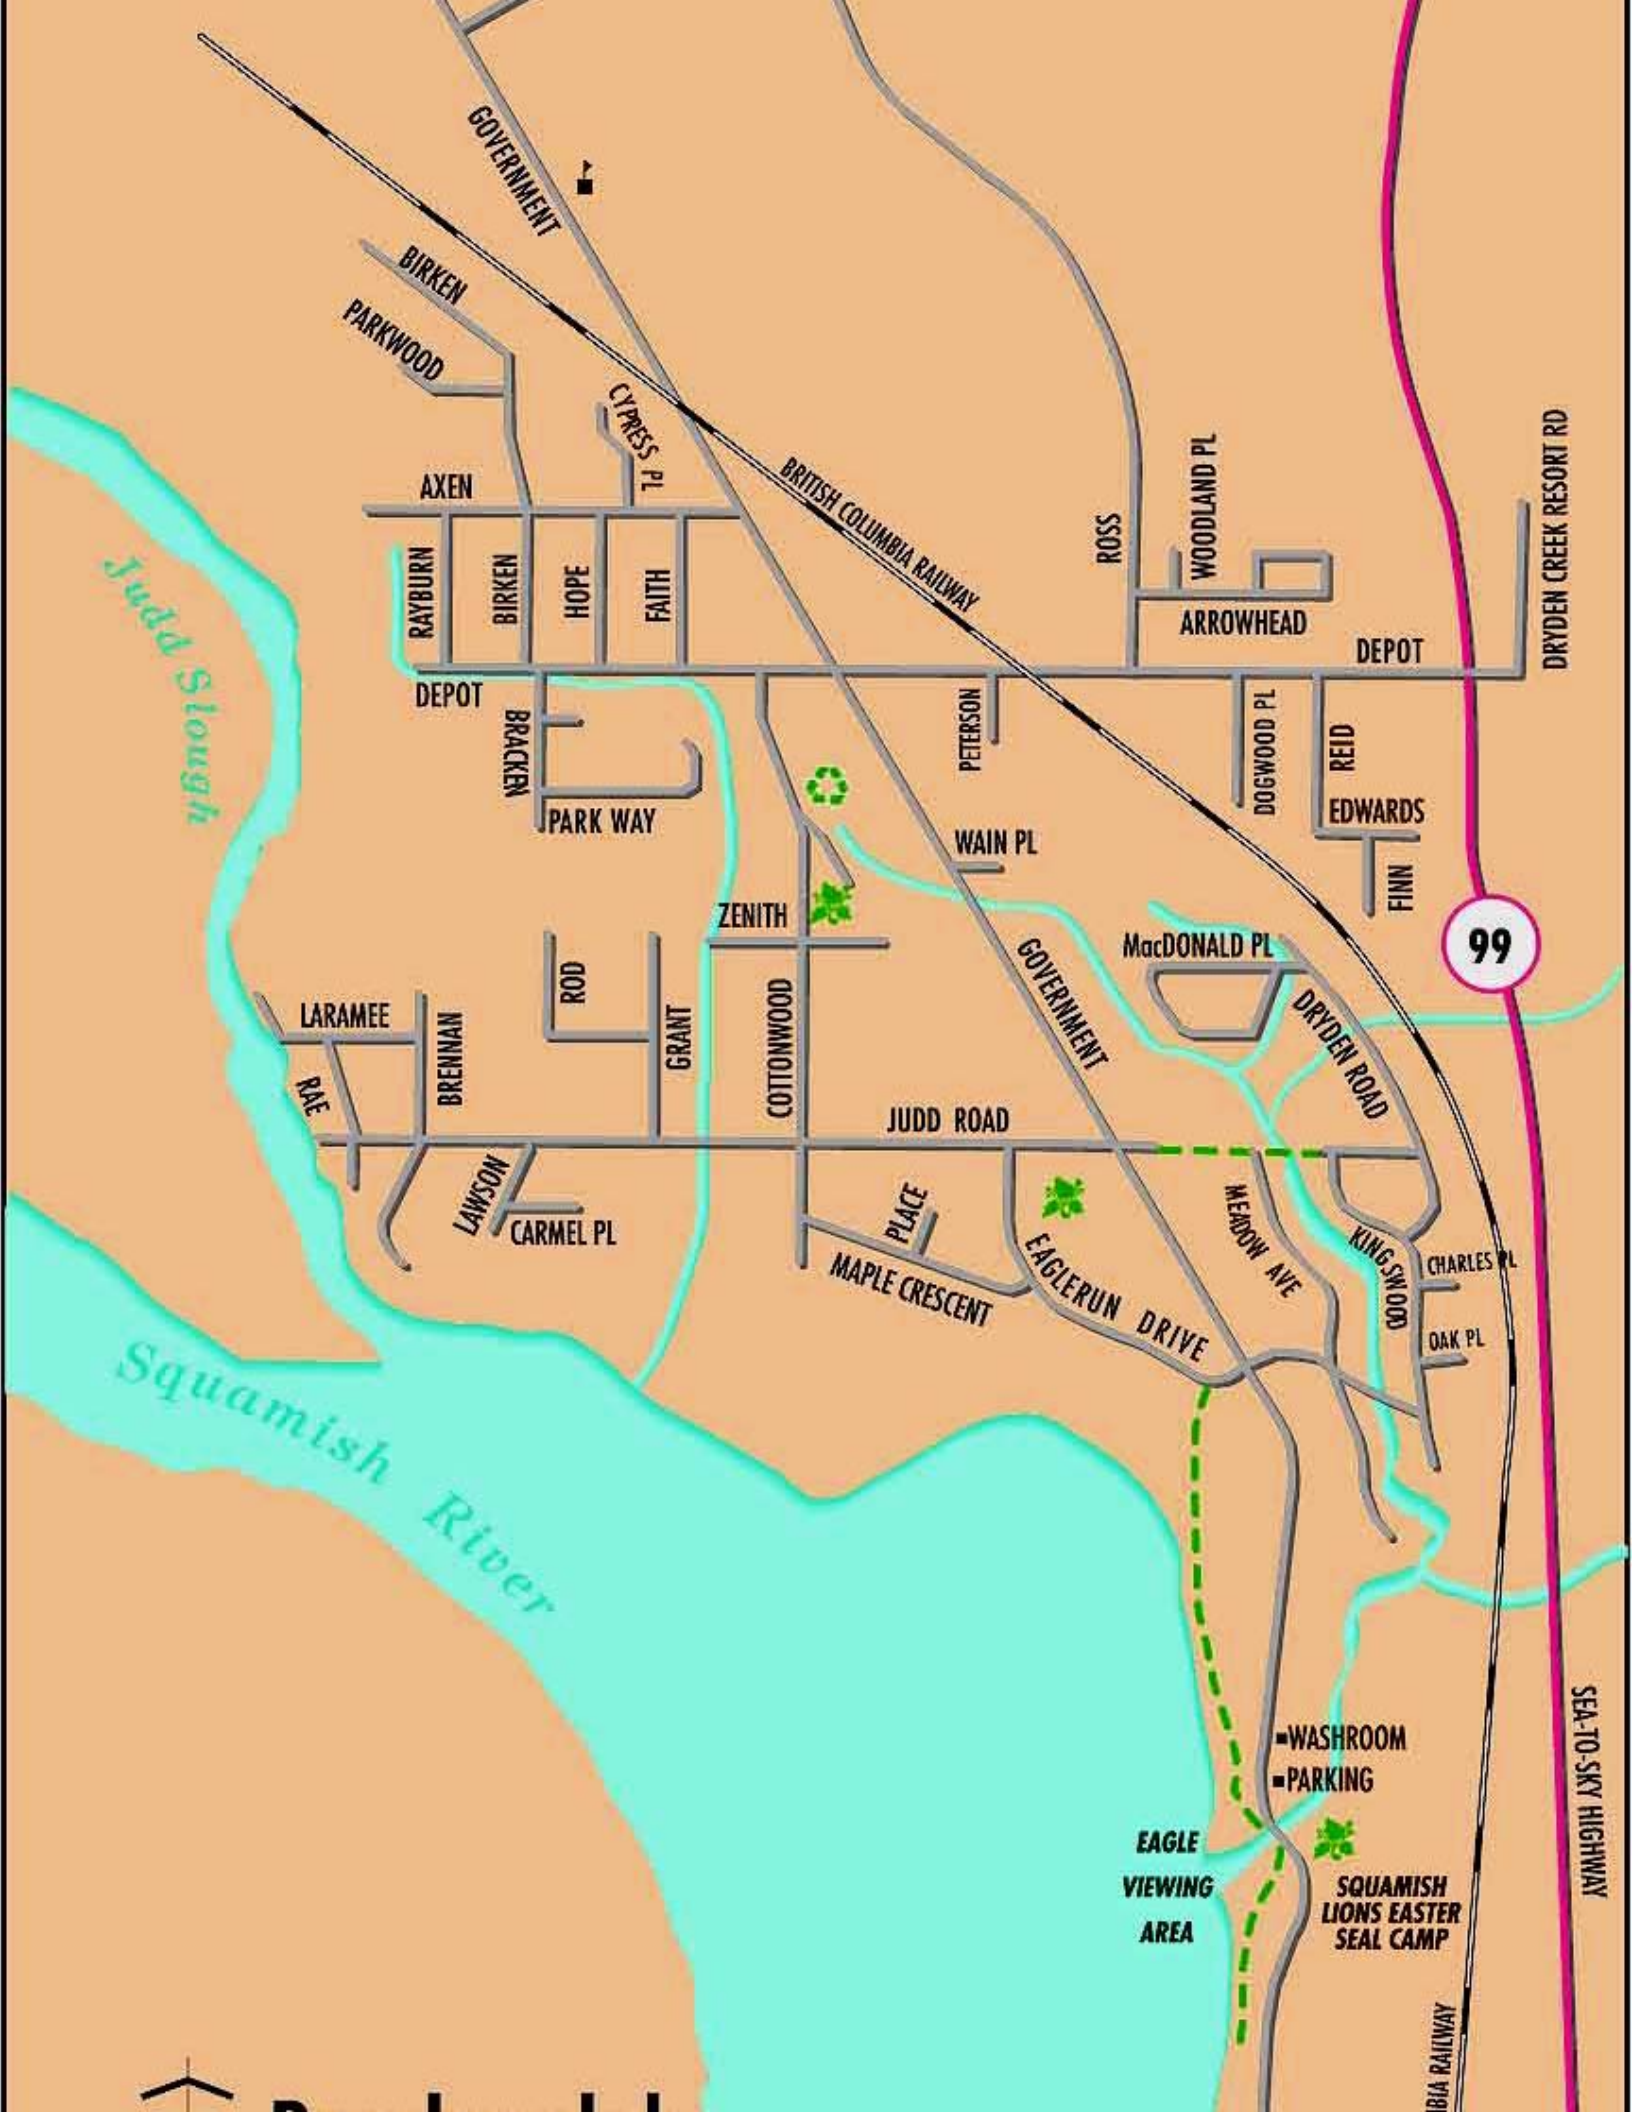 GOVERNMENT
BIRKEN
PARKWOOD
CYPRESS PL
BRITISH COLUMBIA RAILWAY
AXEN
ROSS
WOODLAND PL
DRYDEN CREEK RESORT RD
RAYBURN
BIRKEN
HOPE
FAITH
ARROWHEAD
DEPOT
Judd Slough
DEPOT
BRACKEN
PETERSON
DOGWOOD PL
REID
EDWARDS
PARK WAY
WAIN PL
FINN
ZENITH
MacDONALD PL
99
ROD
GOVERNMENT
LARAMEE
BRENNAN
GRANT
COTTONWOOD
DRYDEN ROAD
RAE
JUDD ROAD
LAWSON
CARMEL PL
PLACE
MEADOW AVE
KINGSWOOD
CHARLES PL
MAPLE CRESCENT
EAGLERUN DRIVE
OAK PL
Squamish River
WASHROOM
PARKING
SEA-TO-SKY HIGHWAY
EAGLE
VIEWING
AREA
SQUAMISH
LIONS EASTER
SEAL CAMP
BIA RAILWAY